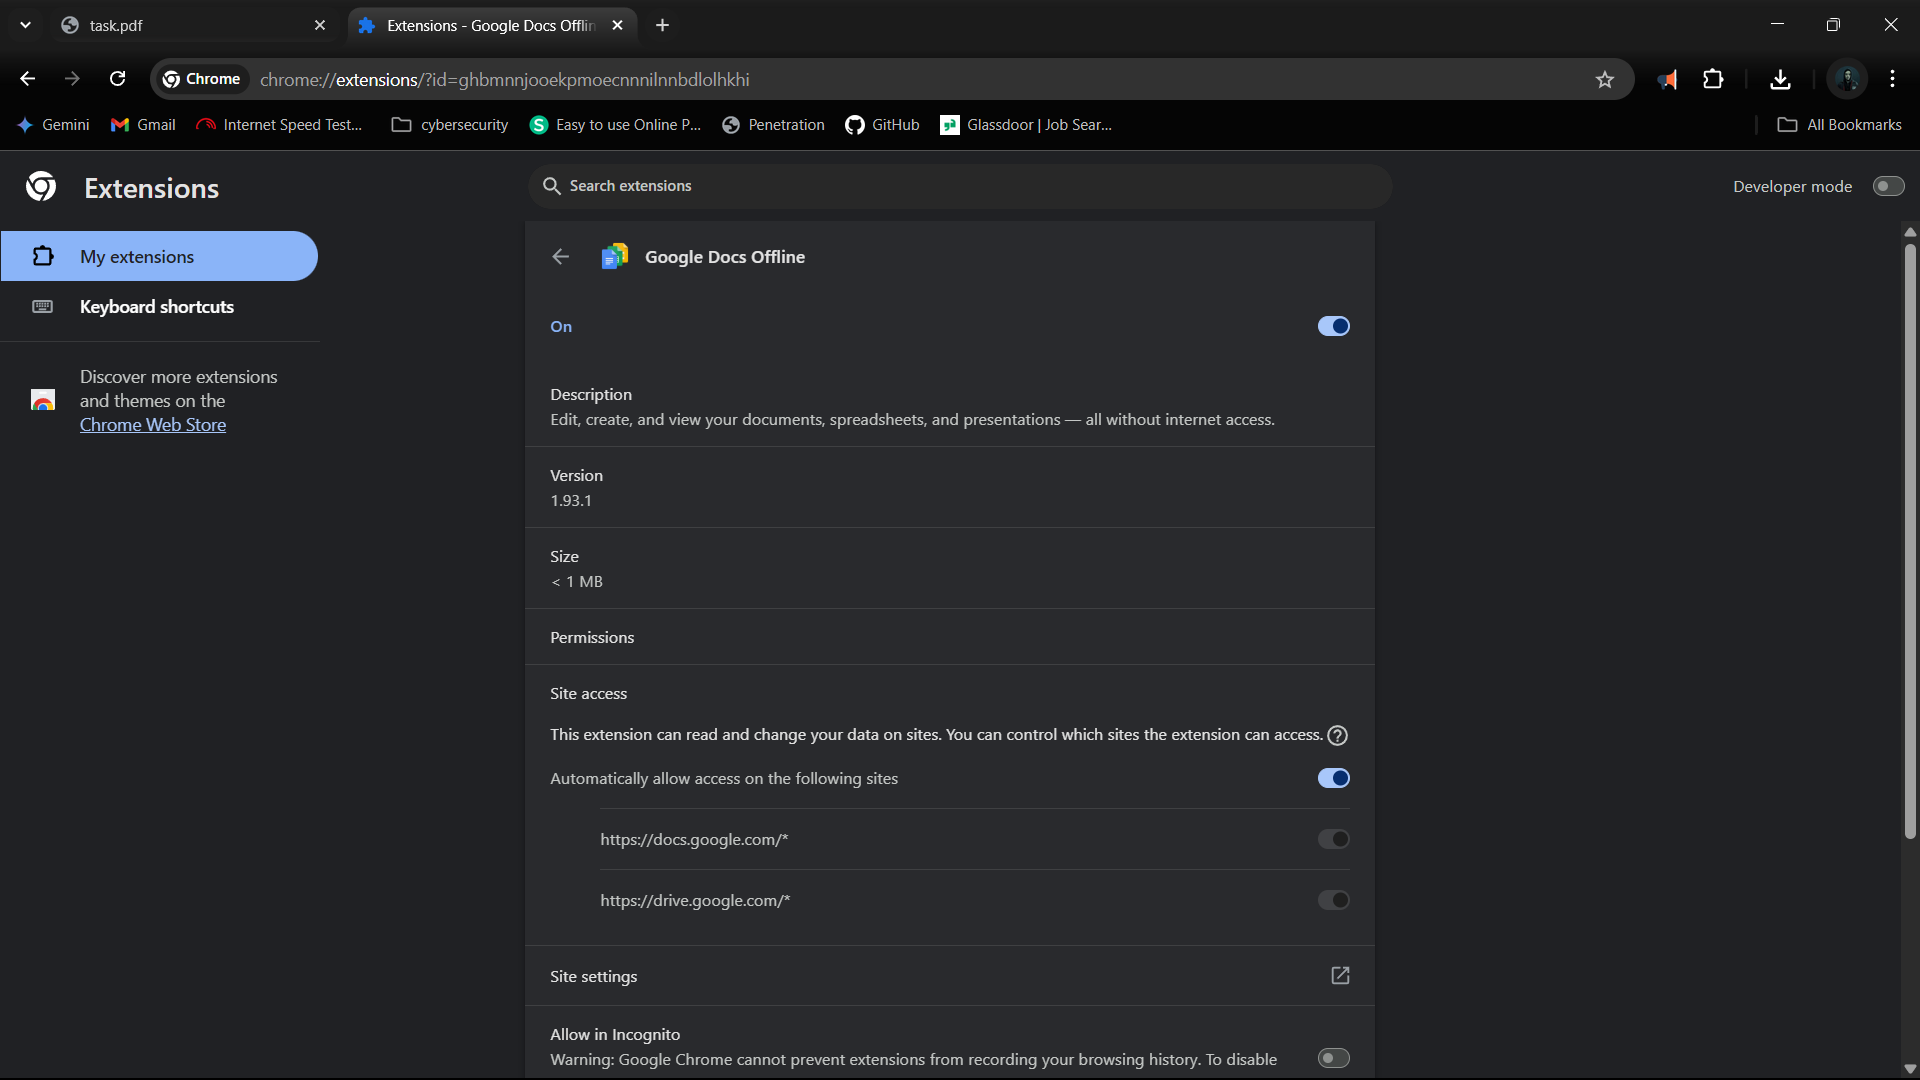 task.pdf
Extensions - Google Docs Offlin
Chrome
chrome://extensions/?id=ghbmnnjooekpmoecnnnilnnbdlolhkhi
Gemini
Gmail
Internet Speed Test...
cybersecurity
Easy to use Online P...
Penetration
GitHub
Glassdoor | Job Sear...
All Bookmarks
Extensions
Search extensions
Developer mode
My extensions
Keyboard shortcuts
Discover more extensions
and themes on the
Chrome Web Store
Google Docs Offline
On
Description
Edit, create, and view your documents, spreadsheets, and presentations — all without internet access.
Version
1.93.1
Size
< 1 MB
Permissions
Site access
This extension can read and change your data on sites. You can control which sites the extension can access.
Automatically allow access on the following sites
https://docs.google.com/*
https://drive.google.com/*
Site settings
Allow in Incognito
Warning: Google Chrome cannot prevent extensions from recording your browsing history. To disable